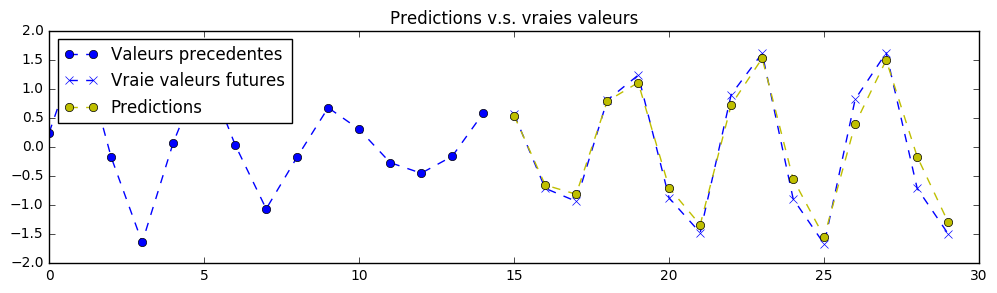 Predictions v.s. vraies valeurs
2.0
1.5
1.0
0.5
0.0
−0.5
−1.0
−1.5
−2.0
Valeurs precedentes
Vraie valeurs futures
Predictions
0 5 10 15 20 25 30